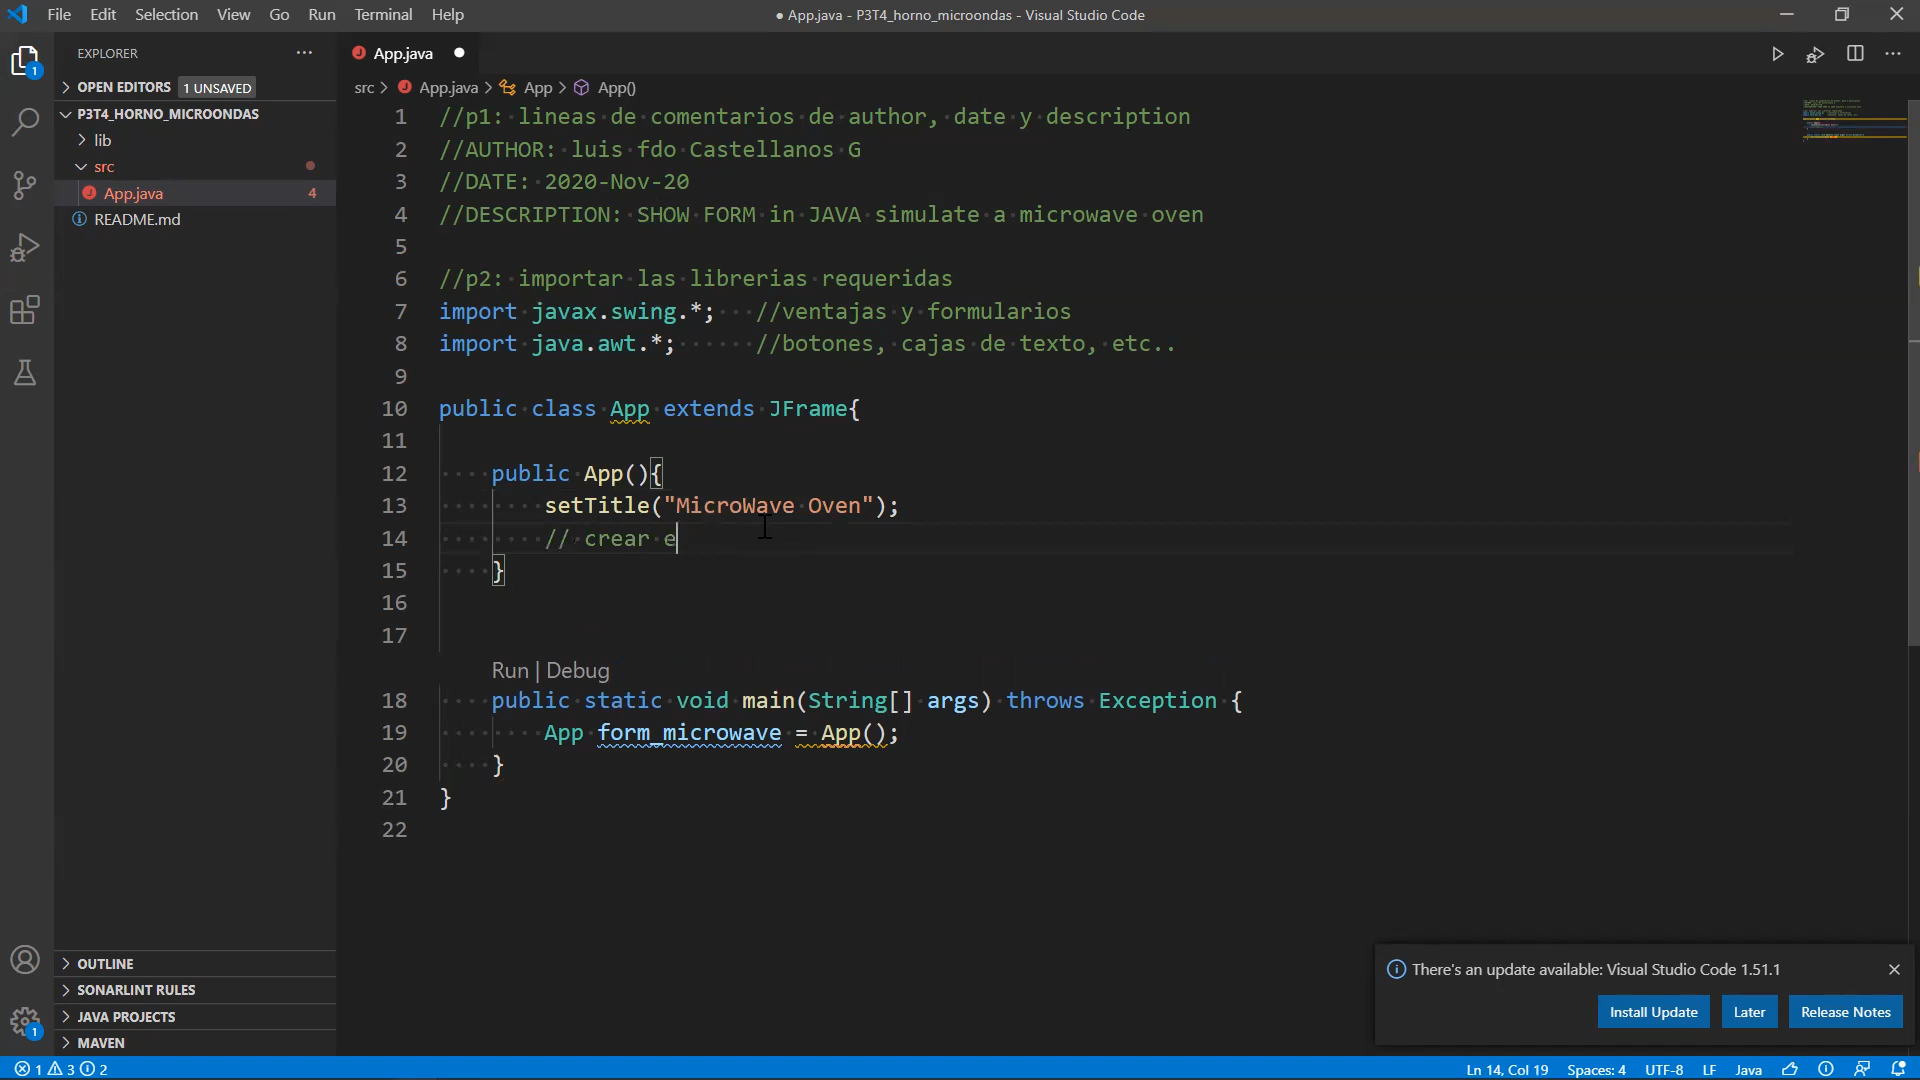 File Edit Selection View Go Run Terminal Help
● App.java - P3T4_horno_microondas - Visual Studio Code
EXPLORER
OPEN EDITORS 1 UNSAVED
P3T4_HORNO_MICROONDAS
lib
src
App.java 4
README.md
OUTLINE
SONARLINT RULES
JAVA PROJECTS
MAVEN
1
1
App.java
src > App.java > App > App()
1 //p1: lineas de comentarios de author, date y description
2 //AUTHOR: luis fdo Castellanos G
3 //DATE: 2020-Nov-20
4 //DESCRIPTION: SHOW FORM in JAVA simulate a microwave oven
5
6 //p2: importar las librerias requeridas
7 import javax.swing.*;   //ventajas y formularios
8 import java.awt.*;      //botones, cajas de texto, etc..
9
10 public class App extends JFrame{
11
12     public App(){
13         setTitle("MicroWave Oven");
14         // crear e
15     }
16
17
Run | Debug
18     public static void main(String[] args) throws Exception {
19         App form_microwave = App();
20     }
21 }
22
There's an update available: Visual Studio Code 1.51.1
Install Update Later Release Notes
1 3 2
Ln 14, Col 19 Spaces: 4 UTF-8 LF Java